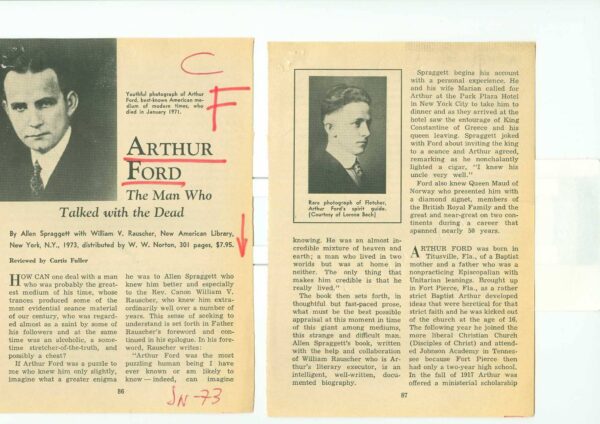 C
F
Youthful photograph of Arthur
Ford, best-known American me-
dium of modern times, who
died in January 1971.
ARTHUR
FORD
The Man Who
Talked with the Dead
By Allen Spraggett with William V. Rauscher, New American Library,
New York, N.Y., 1973, distributed by W. W. Norton, 301 pages, $7.95.
Reviewed by Curtis Fuller
HOW CAN one deal with a man
who was probably the great-
est medium of his time, whose
trances produced some of the
most evidential seance material
of our century, who was regard-
ed almost as a saint by some of
his followers and at the same
time was an alcoholic, a some-
time stretcher-of-the-truth, and
possibly a cheat?
If Arthur Ford was a puzzle to
me who knew him only slightly,
imagine what a greater enigma
he was to Allen Spraggett who
knew him better and especially
to the Rev. Canon William V.
Rauscher, who knew him extra-
ordinarily well over a number of
years. This sense of seeking to
understand is set forth in Father
Rauscher's foreword and con-
tinued in his epilogue. In his fore-
word, Rauscher writes:
"Arthur Ford was the most
puzzling human being I have
ever known or am likely to
know — indeed, can imagine
86
JN-73
Rare photograph of Fletcher,
Arthur Ford's spirit guide.
(Courtesy of Lorosa Bach)
knowing. He was an almost in-
credible mixture of heaven and
earth; a man who lived in two
worlds but was at home in
neither. The only thing that
makes him credible is that he
really lived."
The book then sets forth, in
thoughtful but fast-paced prose,
what must be the best possible
appraisal at this moment in time
of this giant among mediums,
this strange and difficult man.
Allen Spraggett's book, written
with the help and collaboration
of William Rauscher who is Ar-
thur's literary executor, is an
intelligent, well-written, docu-
mented biography.
Spraggett begins his account
with a personal experience. He
and his wife Marian called for
Arthur at the Park Plaza Hotel
in New York City to take him to
dinner and as they arrived at the
hotel saw the entourage of King
Constantine of Greece and his
queen leaving. Spraggett joked
with Ford about inviting the king
to a seance and Arthur agreed,
remarking as he nonchalantly
lighted a cigar, "I knew his
uncle very well."
Ford also knew Queen Maud of
Norway who presented him with
a diamond signet, members of
the British Royal Family and the
great and near-great on two con-
tinents during a career that
spanned nearly 50 years.
ARTHUR FORD was born in
Titusville, Fla., of a Baptist
mother and a father who was a
nonpracticing Episcopalian with
Unitarian leanings. Brought up
in Fort Pierce, Fla., as a rather
strict Baptist Arthur developed
ideas that were heretical for that
strict faith and he was kicked out
of the church at the age of 16.
The following year he joined the
more liberal Christian Church
(Disciples of Christ) and attend-
ed Johnson Academy in Tennes-
see because Fort Pierce then
had only a two-year high school.
In the fall of 1917 Arthur was
offered a ministerial scholarship
87